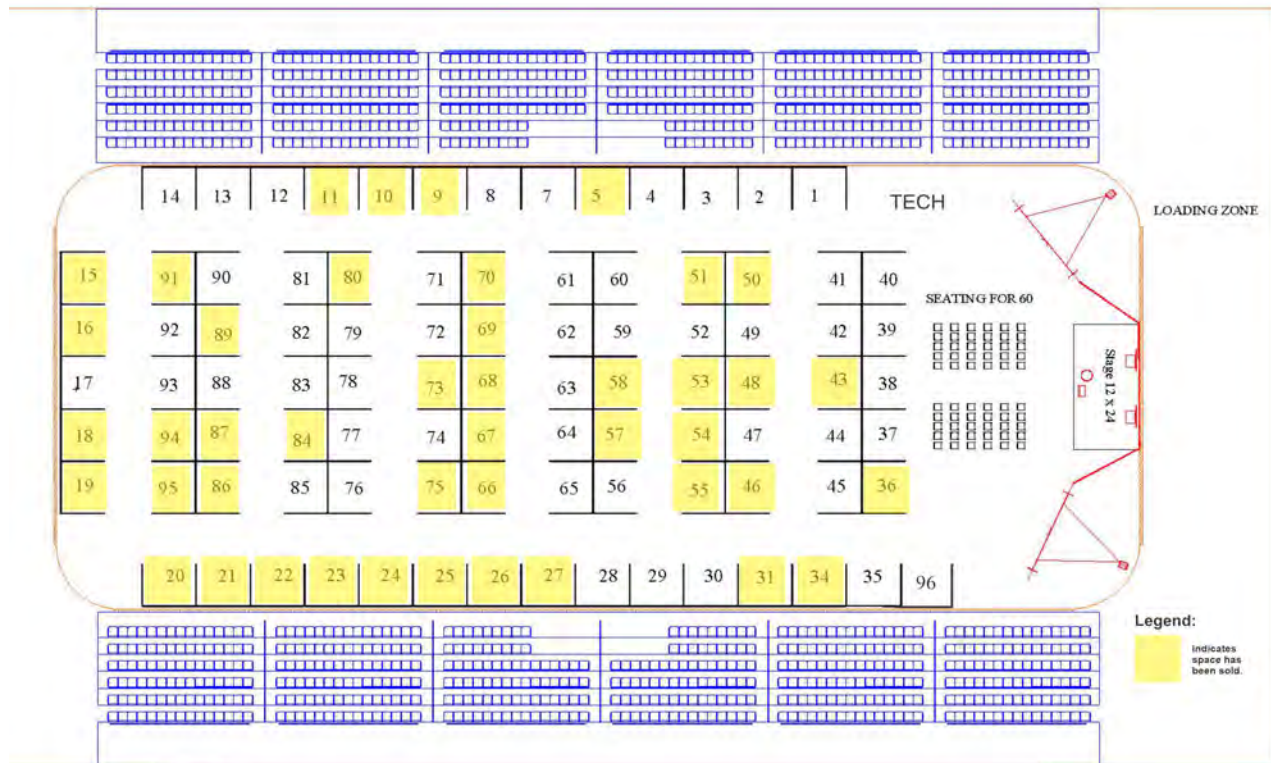 14 13 12 11 10 9 8 7 5 4 3 2 1 TECH
LOADING ZONE
15 91 90 81 80 71 70 61 60 51 50 41 40
SEATING FOR 60
16 92 89 82 79 72 69 62 59 52 49 42 39
17 93 88 83 78 73 68 63 58 53 48 43 38
Stage 12 x 24
18 94 87 84 77 74 67 64 57 54 47 44 37
19 95 86 85 76 75 66 65 56 55 46 45 36
20 21 22 23 24 25 26 27 28 29 30 31 34 35 96
Legend:
Indicates
space has
been sold.